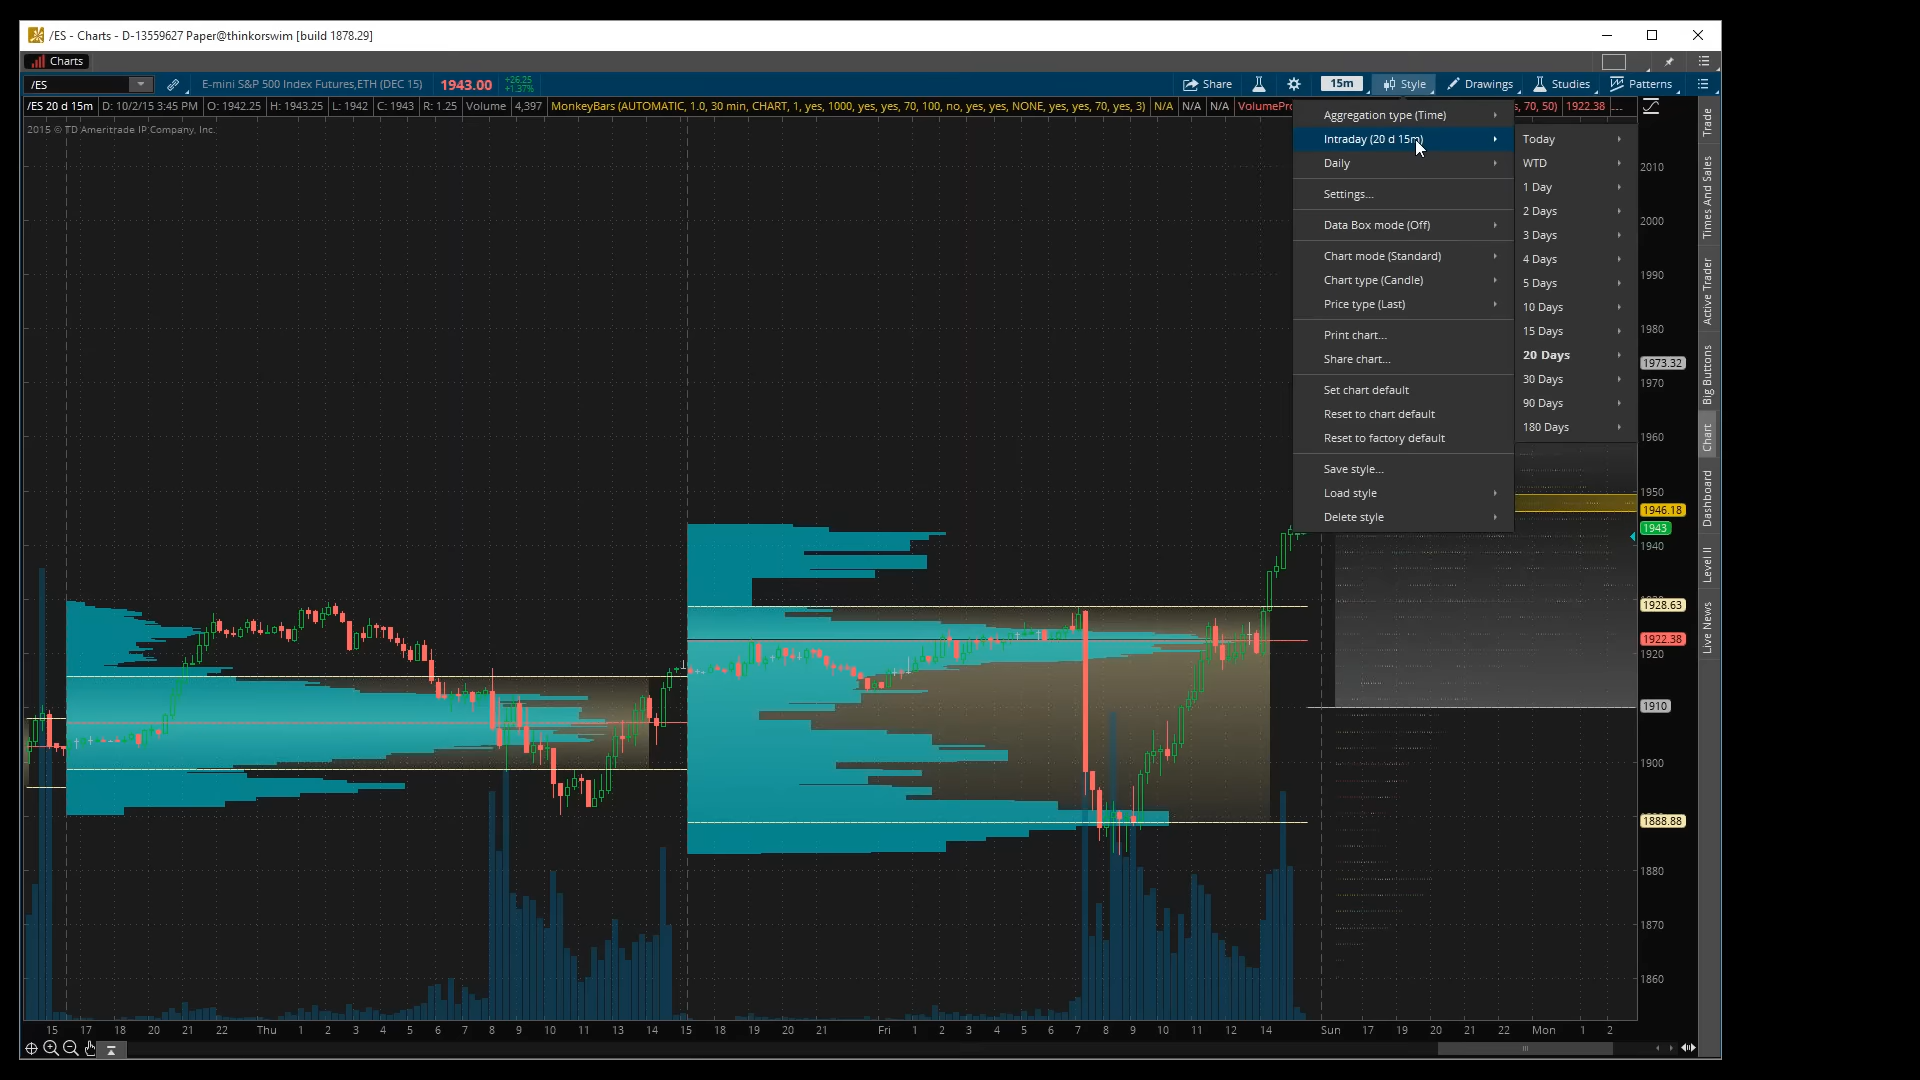 /ES - Charts - D-13559627 Paper@thinkorswim [build 1878.29]
Charts
/ES E-mini S&P 500 Index Futures,ETH (DEC 15) 1943.00 +26.25 +1.37% Share 15m Style Drawings Studies Patterns
/ES 20 d 15m D: 10/2/15 3:45 PM O: 1942.25 H: 1943.25 L: 1942 C: 1943 R: 1.25 Volume 4,397 MonkeyBars (AUTOMATIC, 1.0, 30 min, CHART, 1, yes, 1000, yes, yes, 70, 100, no, yes, yes, NONE, yes, yes, 70, yes, 3) N/A N/A N/A VolumePro s, 70, 50) 1922.38 ...
2015 © TD Ameritrade IP Company, Inc.
Aggregation type (Time)
Intraday (20 d 15m)
Daily
Settings...
Data Box mode (Off)
Chart mode (Standard)
Chart type (Candle)
Price type (Last)
Print chart...
Share chart...
Set chart default
Reset to chart default
Reset to factory default
Save style...
Load style
Delete style
Today
WTD
1 Day
2 Days
3 Days
4 Days
5 Days
10 Days
15 Days
20 Days
30 Days
90 Days
180 Days
2010
2000
1990
1980
1973.32
1970
1960
1950
1946.18
1943
1940
1928.63
1922.38
1920
1910
1900
1888.88
1880
1870
1860
Trade
Times And Sales
Active Trader
Big Buttons
Chart
Dashboard
Level II
Live News
15 17 18 20 21 22 Thu 1 2 3 4 5 6 7 8 9 10 11 13 14 15 18 19 20 21 Fri 1 2 3 4 5 6 7 8 9 10 11 12 14 Sun 17 19 20 21 22 Mon 1 2